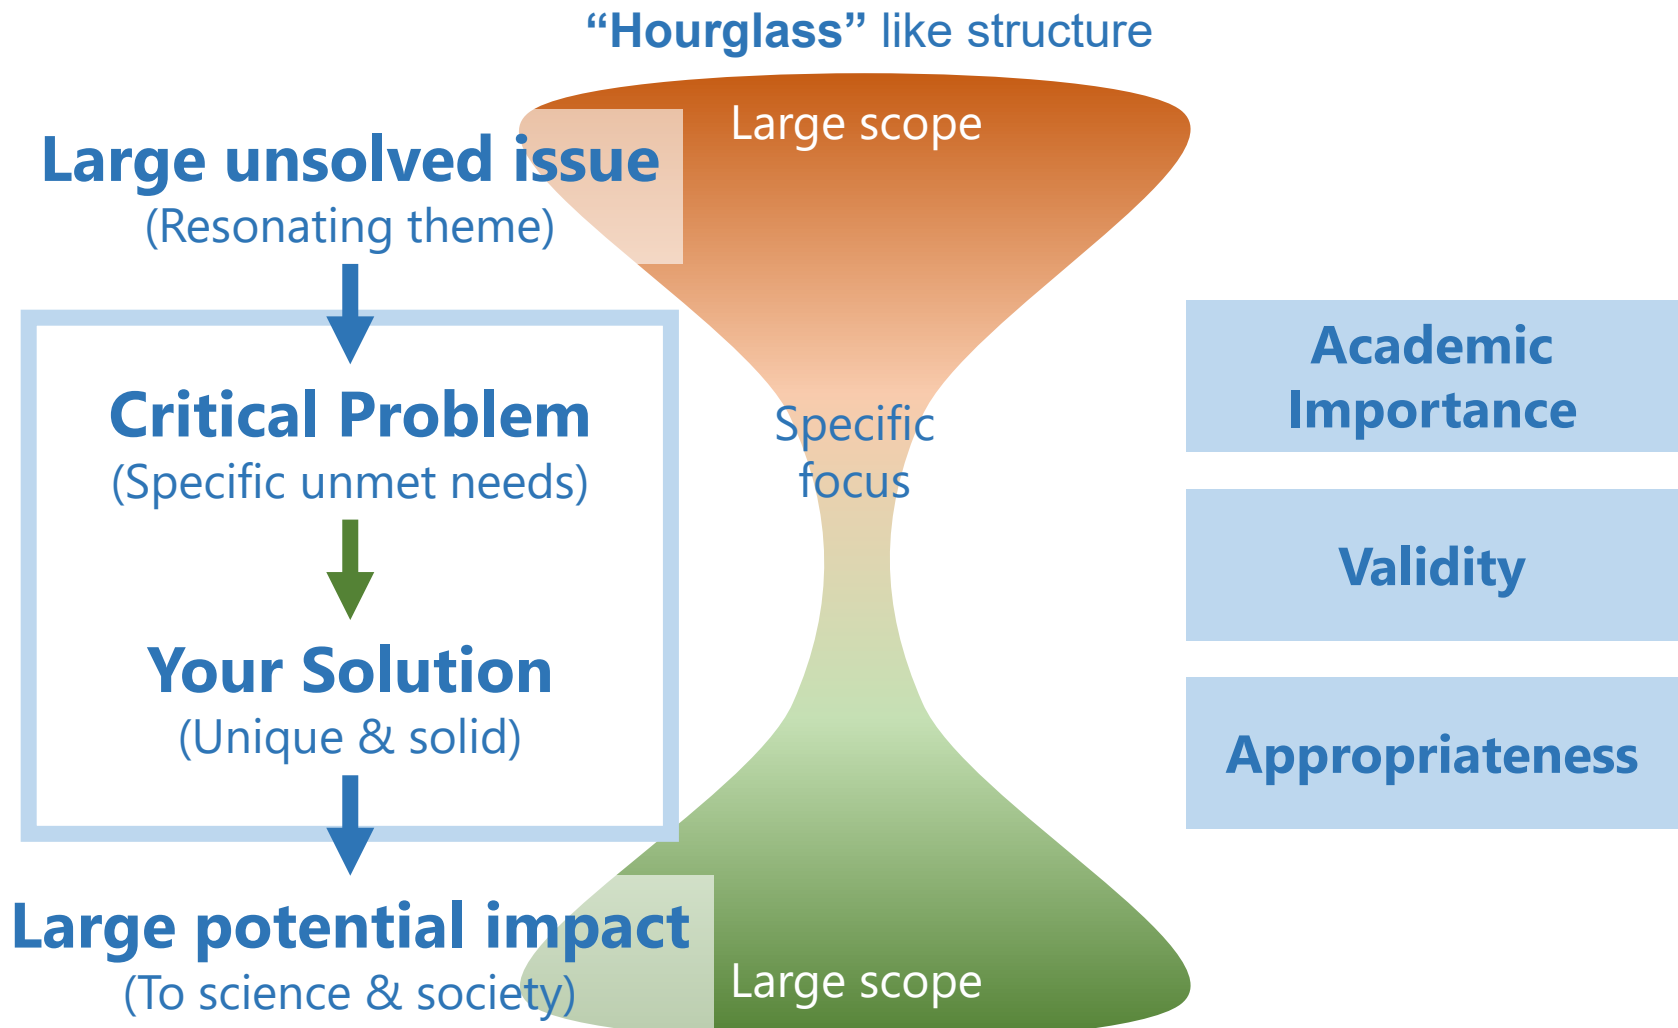 “Hourglass” like structure
Large scope
Large unsolved issue
(Resonating theme)
Critical Problem
(Specific unmet needs)
Your Solution
(Unique & solid)
Large potential impact
(To science & society)
Specific
focus
Large scope
Academic
Importance
Validity
Appropriateness